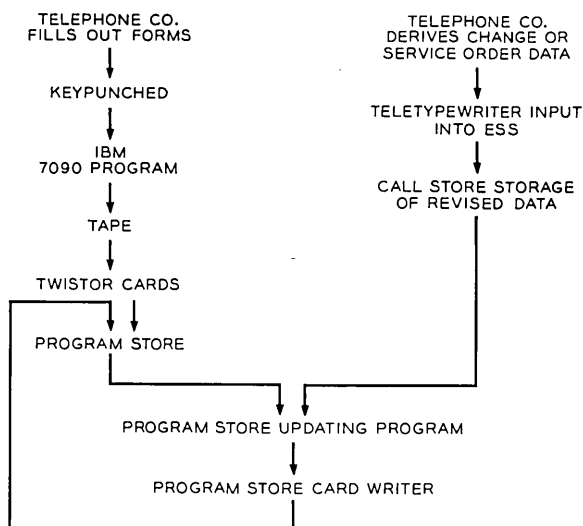 TELEPHONE CO.
FILLS OUT FORMS
KEYPUNCHED
IBM
7090 PROGRAM
TAPE
TWISTOR CARDS
PROGRAM STORE
TELEPHONE CO.
DERIVES CHANGE OR
SERVICE ORDER DATA
TELETYPEWRITER INPUT
INTO ESS
CALL STORE STORAGE
OF REVISED DATA
PROGRAM STORE UPDATING PROGRAM
PROGRAM STORE CARD WRITER